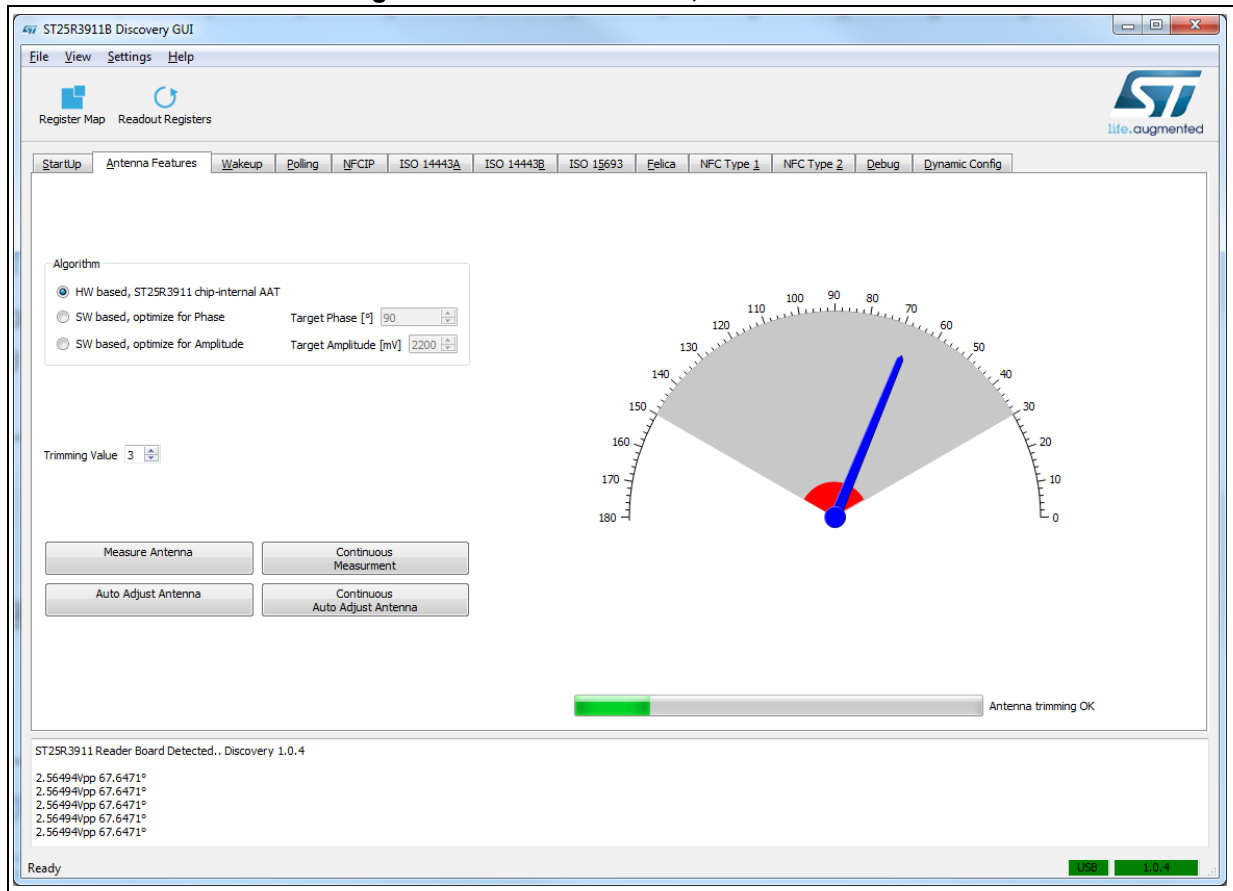 ST25R3911B Discovery GUI
File View Settings Help
Register Map Readout Registers
life.augmented
StartUp Antenna Features Wakeup Polling NFCIP ISO 14443A ISO 14443B ISO 15693 Felica NFC Type 1 NFC Type 2 Debug Dynamic Config
Algorithm
HW based, ST25R3911 chip-internal AAT
SW based, optimize for Phase Target Phase [°] 90
SW based, optimize for Amplitude Target Amplitude [mV] 2200
Trimming Value 3
Measure Antenna
Continuous
Measurment
Auto Adjust Antenna
Continuous
Auto Adjust Antenna
180
170
160
150
140
130
120
110
100
90
80
70
60
50
40
30
20
10
0
Antenna trimming OK
ST25R3911 Reader Board Detected.. Discovery 1.0.4
2.56494Vpp 67.6471°
2.56494Vpp 67.6471°
2.56494Vpp 67.6471°
2.56494Vpp 67.6471°
2.56494Vpp 67.6471°
Ready USB 1.0.4